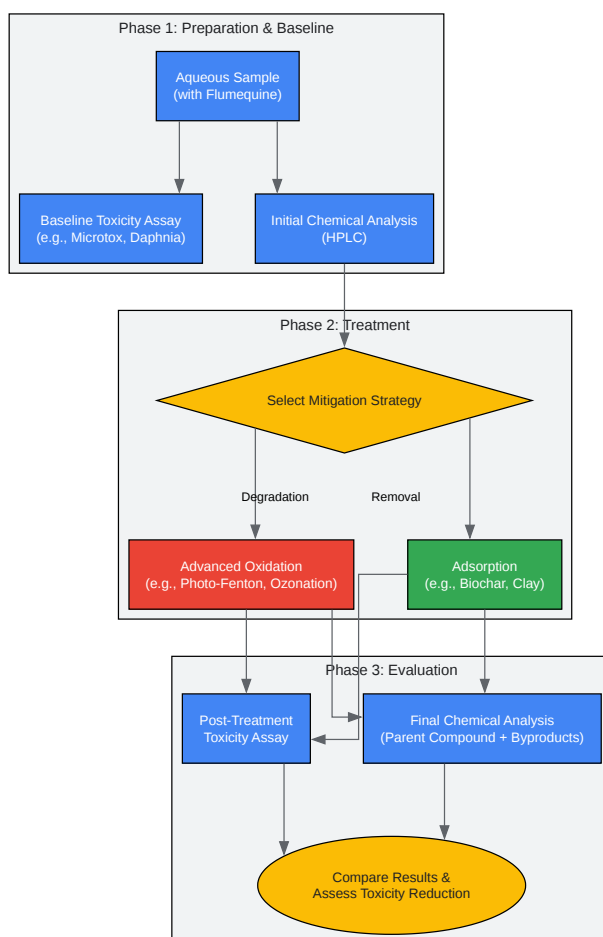 Phase 1: Preparation & Baseline
Aqueous Sample
(with Flumequine)
Baseline Toxicity Assay
(e.g., Microtox, Daphnia)
Initial Chemical Analysis
(HPLC)
Phase 2: Treatment
Select Mitigation Strategy
Degradation
Removal
Advanced Oxidation
(e.g., Photo-Fenton, Ozonation)
Adsorption
(e.g., Biochar, Clay)
Phase 3: Evaluation
Post-Treatment
Toxicity Assay
Final Chemical Analysis
(Parent Compound + Byproducts)
Compare Results &
Assess Toxicity Reduction